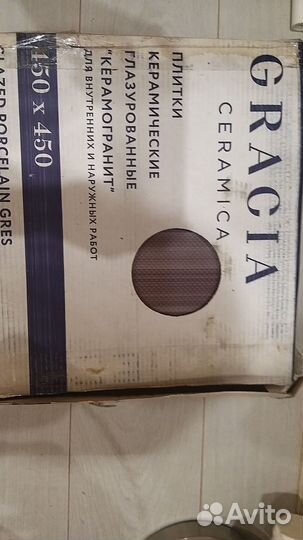 GRACIA
CERAMICA
ПЛИТКИ
КЕРАМИЧЕСКИЕ
ГЛАЗУРОВАННЫЕ
"КЕРАМОГРАНИТ"
ДЛЯ ВНУТРЕННИХ И НАРУЖНЫХ РАБОТ
450 x 450
GLAZED PORCELAIN GRES
Avito